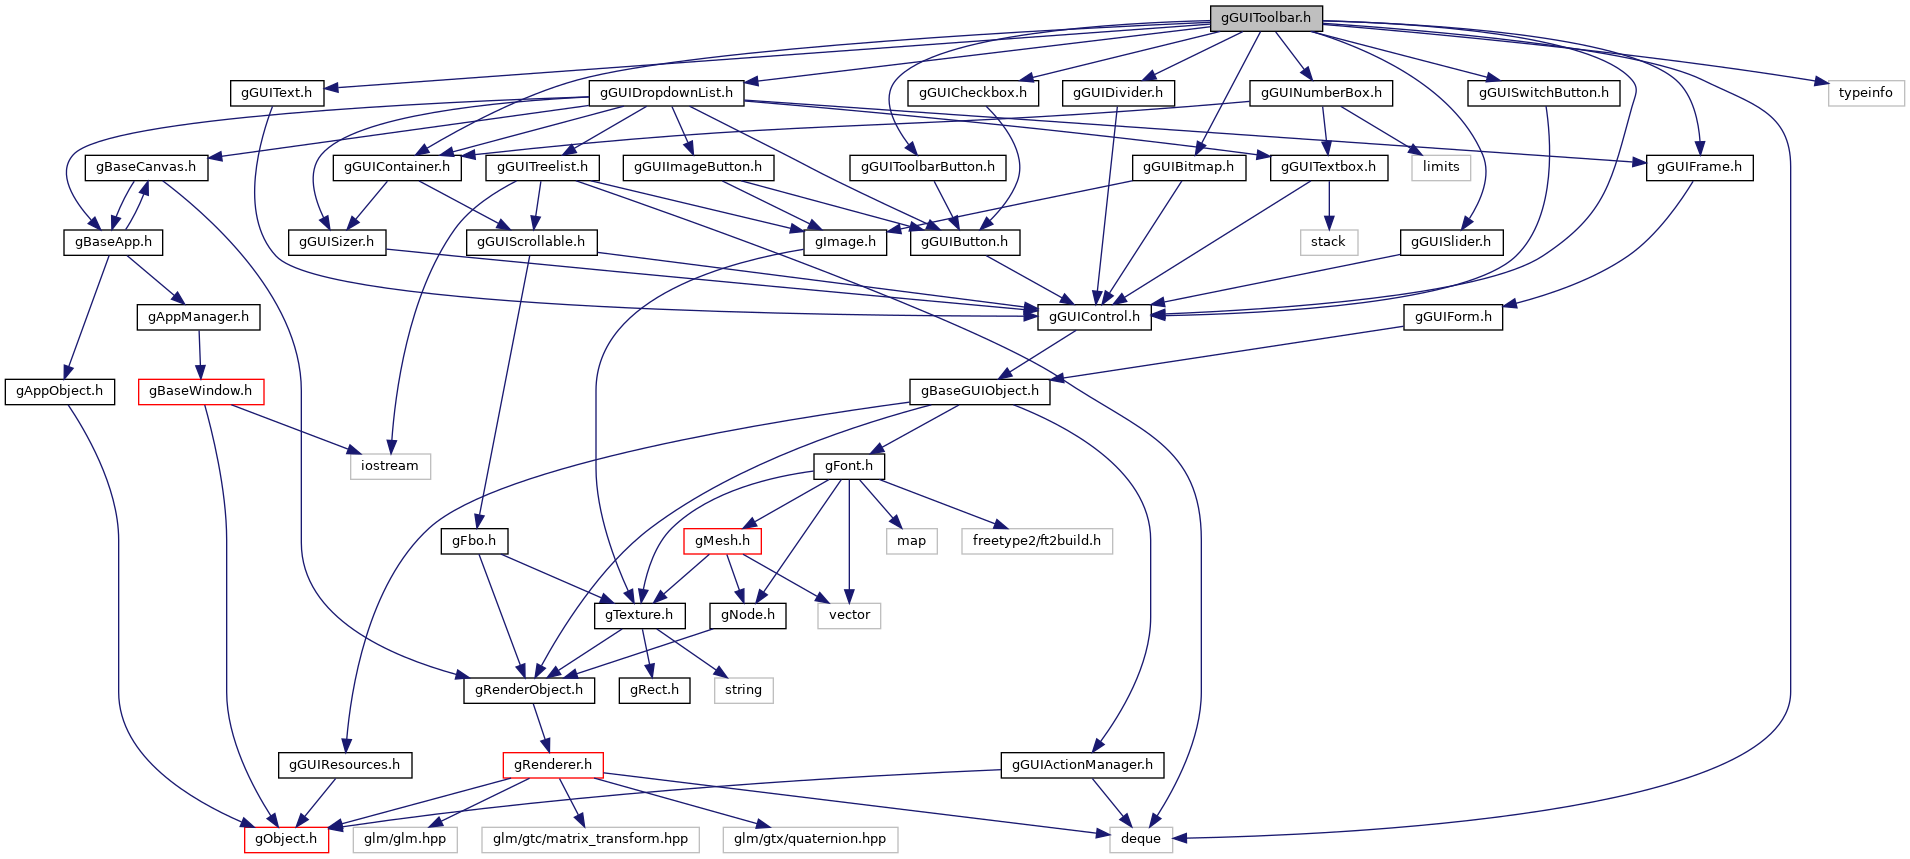 gGUIToolbar.h
gGUIText.h
gGUIDropdownList.h
gGUICheckbox.h
gGUIDivider.h
gGUINumberBox.h
gGUISwitchButton.h
typeinfo
gBaseCanvas.h
gGUIContainer.h
gGUITreelist.h
gGUIImageButton.h
gGUIToolbarButton.h
gGUIBitmap.h
gGUITextbox.h
limits
gGUIFrame.h
gBaseApp.h
gGUISizer.h
gGUIScrollable.h
gImage.h
gGUIButton.h
stack
gGUISlider.h
gAppManager.h
gGUIControl.h
gGUIForm.h
gAppObject.h
gBaseWindow.h
gBaseGUIObject.h
iostream
gFont.h
gFbo.h
gMesh.h
map
freetype2/ft2build.h
gTexture.h
gNode.h
vector
gRenderObject.h
gRect.h
string
gGUIResources.h
gRenderer.h
gGUIActionManager.h
gObject.h
glm/glm.hpp
glm/gtc/matrix_transform.hpp
glm/gtx/quaternion.hpp
deque